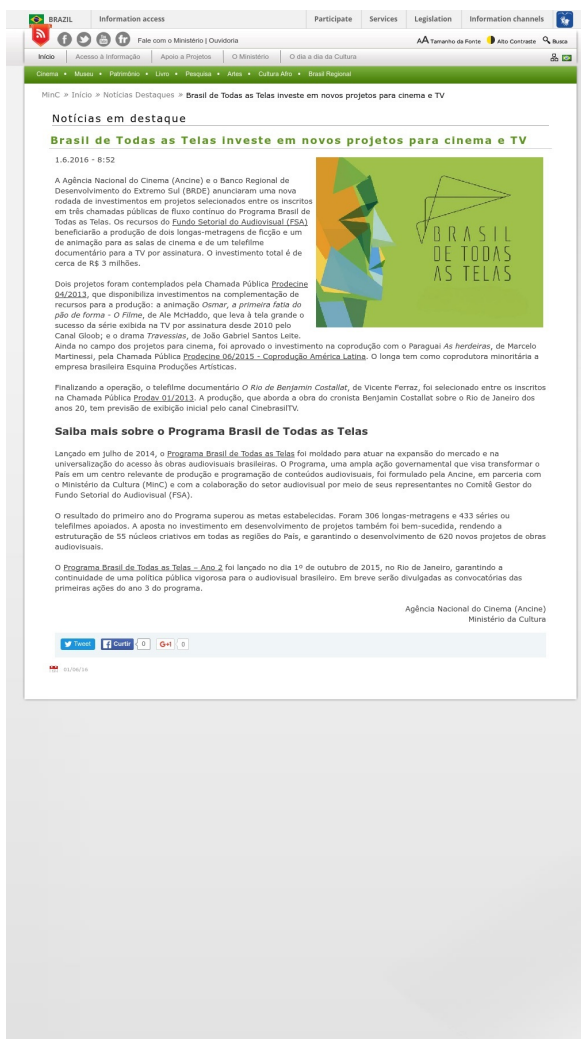 BRAZIL Information access Participate Services Legislation Information channels
Fale com o Ministério | Ouvidoria AA Tamanho da Fonte Alto Contraste Busca
Início Acesso à Informação Apoio a Projetos O Ministério O dia a dia da Cultura
Cinema • Museu • Patrimônio • Livro • Pesquisa • Artes • Cultura Afro • Brasil Regional
MinC » Início » Notícias Destaques » Brasil de Todas as Telas investe em novos projetos para cinema e TV
Notícias em destaque
Brasil de Todas as Telas investe em novos projetos para cinema e TV
1.6.2016 - 8:52
A Agência Nacional do Cinema (Ancine) e o Banco Regional de
Desenvolvimento do Extremo Sul (BRDE) anunciaram uma nova
rodada de investimentos em projetos selecionados entre os inscritos
em três chamadas públicas de fluxo contínuo do Programa Brasil de
Todas as Telas. Os recursos do Fundo Setorial do Audiovisual (FSA)
beneficiarão a produção de dois longas-metragens de ficção e um
de animação para as salas de cinema e de um telefilme
documentário para a TV por assinatura. O investimento total é de
cerca de R$ 3 milhões.
BRASIL
DE TODAS
AS TELAS
Dois projetos foram contemplados pela Chamada Pública Prodecine
04/2013, que disponibiliza investimentos na complementação de
recursos para a produção: a animação Osmar, a primeira fatia do
pão de forma - O Filme, de Ale McHaddo, que leva à tela grande o
sucesso da série exibida na TV por assinatura desde 2010 pelo
Canal Gloob; e o drama Travessias, de João Gabriel Santos Leite.
Ainda no campo dos projetos para cinema, foi aprovado o investimento na coprodução com o Paraguai As herdeiras, de Marcelo
Martinessi, pela Chamada Pública Prodecine 06/2015 - Coprodução América Latina. O longa tem como coprodutora minoritária a
empresa brasileira Esquina Produções Artísticas.
Finalizando a operação, o telefilme documentário O Rio de Benjamin Costallat, de Vicente Ferraz, foi selecionado entre os inscritos
na Chamada Pública Prodav 01/2013. A produção, que aborda a obra do cronista Benjamin Costallat sobre o Rio de Janeiro dos
anos 20, tem previsão de exibição inicial pelo canal CinebrasilTV.
Saiba mais sobre o Programa Brasil de Todas as Telas
Lançado em julho de 2014, o Programa Brasil de Todas as Telas foi moldado para atuar na expansão do mercado e na
universalização do acesso às obras audiovisuais brasileiras. O Programa, uma ampla ação governamental que visa transformar o
País em um centro relevante de produção e programação de conteúdos audiovisuais, foi formulado pela Ancine, em parceria com
o Ministério da Cultura (MinC) e com a colaboração do setor audiovisual por meio de seus representantes no Comitê Gestor do
Fundo Setorial do Audiovisual (FSA).
O resultado do primeiro ano do Programa superou as metas estabelecidas. Foram 306 longas-metragens e 433 séries ou
telefilmes apoiados. A aposta no investimento em desenvolvimento de projetos também foi bem-sucedida, rendendo a
estruturação de 55 núcleos criativos em todas as regiões do País, e garantindo o desenvolvimento de 620 novos projetos de obras
audiovisuais.
O Programa Brasil de Todas as Telas – Ano 2 foi lançado no dia 1º de outubro de 2015, no Rio de Janeiro, garantindo a
continuidade de uma política pública vigorosa para o audiovisual brasileiro. Em breve serão divulgadas as convocatórias das
primeiras ações do ano 3 do programa.
Agência Nacional do Cinema (Ancine)
Ministério da Cultura
Tweet Curtir 0 G+1 0
01/06/16